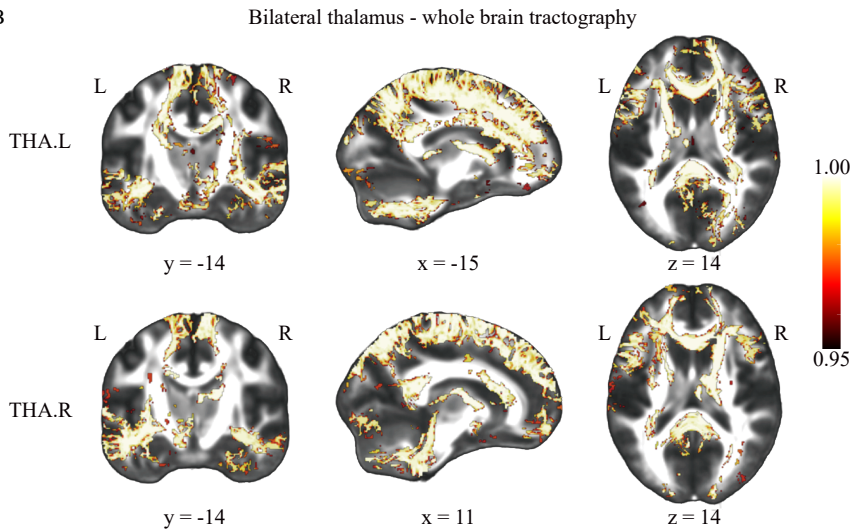 B
Bilateral thalamus - whole brain tractography
L R L R
THA.L
1.00
y = -14 x = -15 z = 14
L R L R
0.95
THA.R
y = -14 x = 11 z = 14